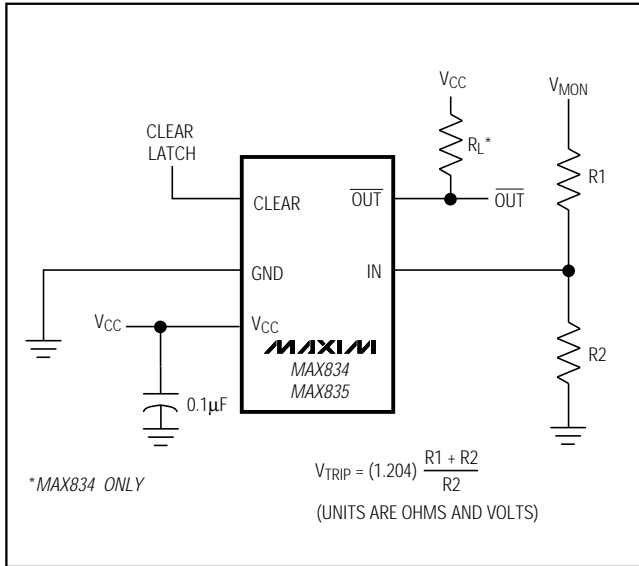 VCC
VMON
CLEAR
LATCH
RL*
R1
CLEAR
OUT
OUT
GND
IN
VCC
VCC
MAXIM
MAX834
MAX835
R2
0.1µF
*MAX834 ONLY
VTRIP = (1.204) R1 + R2
R2
(UNITS ARE OHMS AND VOLTS)